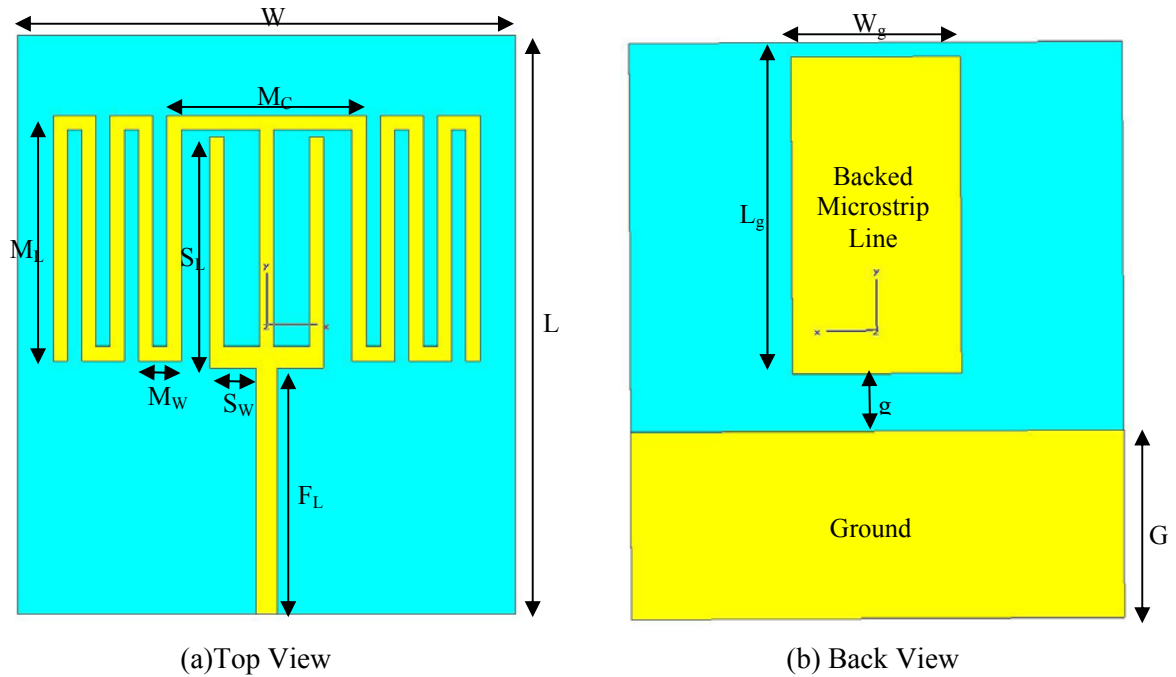 W
M_C
M_L
S_L
y
x
z
L
M_W
S_W
F_L
(a)Top View
W_g
Backed
Microstrip
Line
L_g
y
x
g
Ground
G
(b) Back View